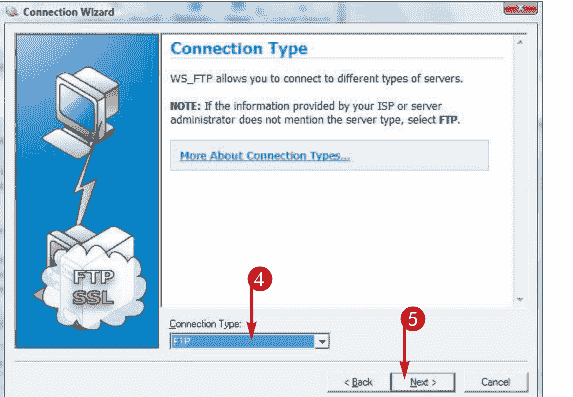 Connection Wizard
Connection Type
WS_FTP allows you to connect to different types of servers.
NOTE: If the information provided by your ISP or server
administrator does not mention the server type, select FTP.
More About Connection Types...
FTP
SSL
4
Connection Type:
FTP
5
< Back Next > Cancel